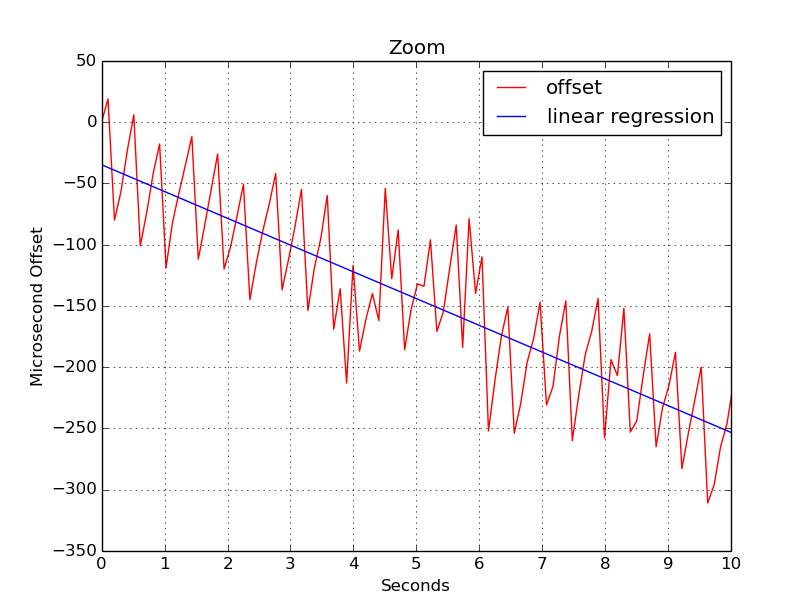 Zoom
offset
linear regression
50
0
−50
−100
−150
−200
−250
−300
−350
Microsecond Offset
0 1 2 3 4 5 6 7 8 9 10
Seconds